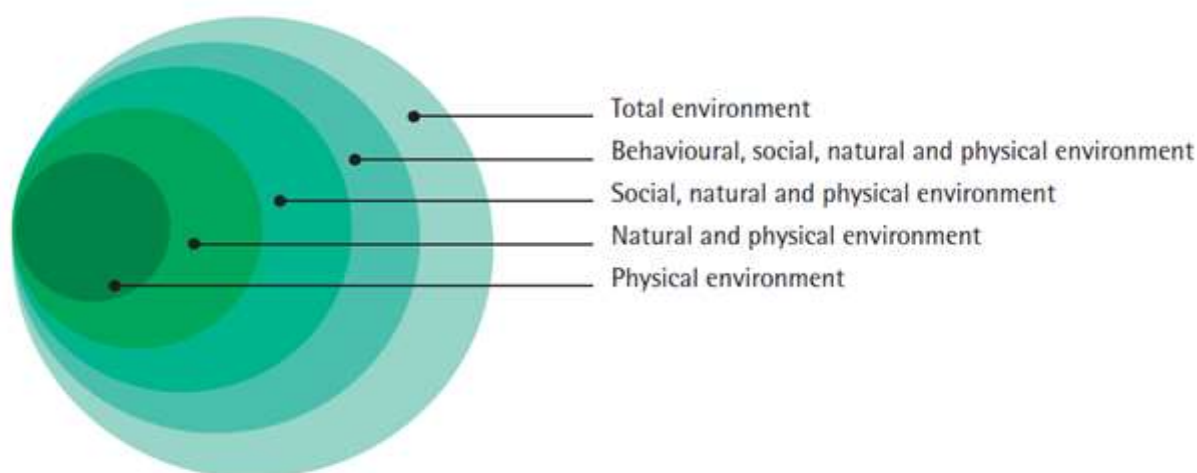 Total environment
Behavioural, social, natural and physical environment
Social, natural and physical environment
Natural and physical environment
Physical environment